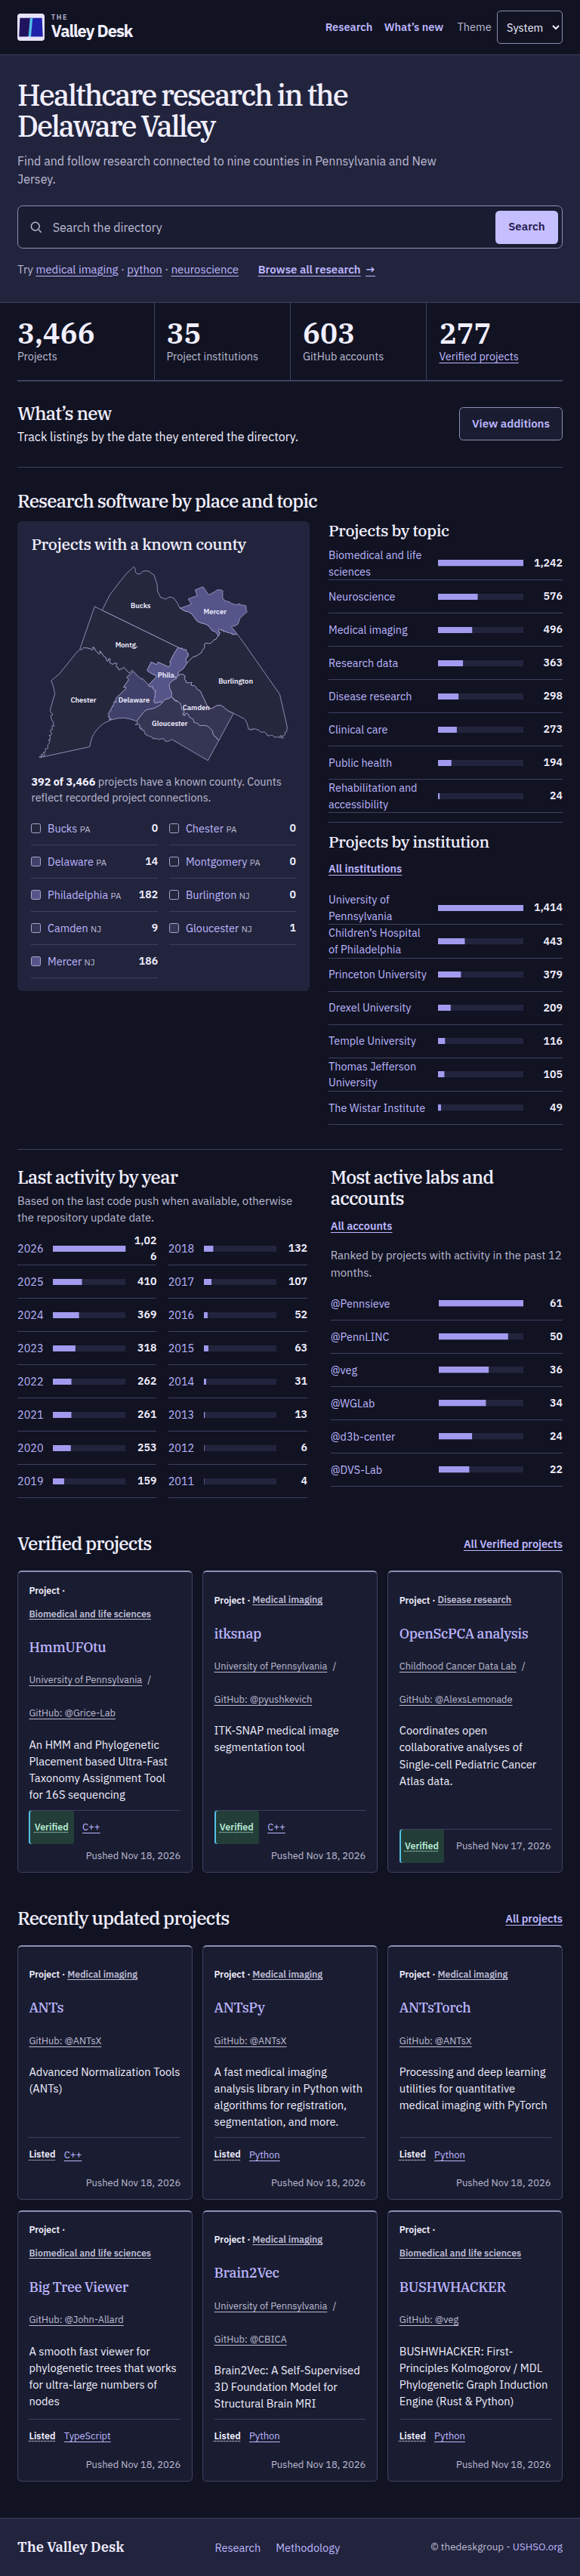 THE
Valley Desk
Research
What's new
Theme
System
Healthcare research in the
Delaware Valley
Find and follow research connected to nine counties in Pennsylvania and New
Jersey.
Search the directory
Search
Try medical imaging · python · neuroscience
Browse all research →
3,466
Projects
35
Project institutions
603
GitHub accounts
277
Verified projects
What's new
Track listings by the date they entered the directory.
View additions
Research software by place and topic
Projects with a known county
Bucks
Mercer
Montg.
Phila.
Burlington
Chester
Delaware
Camden
Gloucester
392 of 3,466 projects have a known county. Counts
reflect recorded project connections.
Bucks PA 0
Chester PA 0
Delaware PA 14
Montgomery PA 0
Philadelphia PA 182
Burlington NJ 0
Camden NJ 9
Gloucester NJ 1
Mercer NJ 186
Projects by topic
Biomedical and life
sciences
1,242
Neuroscience 576
Medical imaging 496
Research data 363
Disease research 298
Clinical care 273
Public health 194
Rehabilitation and
accessibility
24
Projects by institution
All institutions
University of
Pennsylvania
1,414
Children's Hospital
of Philadelphia
443
Princeton University 379
Drexel University 209
Temple University 116
Thomas Jefferson
University
105
The Wistar Institute 49
Last activity by year
Based on the last code push when available, otherwise
the repository update date.
2026 1,02
6
2018 132
2025 410
2017 107
2024 369
2016 52
2023 318
2015 63
2022 262
2014 31
2021 261
2013 13
2020 253
2012 6
2019 159
2011 4
Most active labs and
accounts
All accounts
Ranked by projects with activity in the past 12
months.
@Pennsieve 61
@PennLINC 50
@veg 36
@WGLab 34
@d3b-center 24
@DVS-Lab 22
Verified projects
All Verified projects
Project ·
Biomedical and life sciences
HmmUFOtu
University of Pennsylvania /
GitHub: @Grice-Lab
An HMM and Phylogenetic
Placement based Ultra-Fast
Taxonomy Assignment Tool
for 16S sequencing
Verified C++
Pushed Nov 18, 2026
Project · Medical imaging
itksnap
University of Pennsylvania /
GitHub: @pyushkevich
ITK-SNAP medical image
segmentation tool
Verified C++
Pushed Nov 18, 2026
Project · Disease research
OpenScPCA analysis
Childhood Cancer Data Lab /
GitHub: @AlexsLemonade
Coordinates open
collaborative analyses of
Single-cell Pediatric Cancer
Atlas data.
Verified
Pushed Nov 17, 2026
Recently updated projects
All projects
Project · Medical imaging
ANTs
GitHub: @ANTsX
Advanced Normalization Tools
(ANTs)
Listed C++
Pushed Nov 18, 2026
Project · Medical imaging
ANTsPy
GitHub: @ANTsX
A fast medical imaging
analysis library in Python with
algorithms for registration,
segmentation, and more.
Listed Python
Pushed Nov 18, 2026
Project · Medical imaging
ANTsTorch
GitHub: @ANTsX
Processing and deep learning
utilities for quantitative
medical imaging with PyTorch
Listed Python
Pushed Nov 18, 2026
Project ·
Biomedical and life sciences
Big Tree Viewer
GitHub: @John-Allard
A smooth fast viewer for
phylogenetic trees that works
for ultra-large numbers of
nodes
Listed TypeScript
Pushed Nov 18, 2026
Project · Medical imaging
Brain2Vec
University of Pennsylvania /
GitHub: @CBICA
Brain2Vec: A Self-Supervised
3D Foundation Model for
Structural Brain MRI
Listed Python
Pushed Nov 18, 2026
Project ·
Biomedical and life sciences
BUSHWHACKER
GitHub: @veg
BUSHWHACKER: First-
Principles Kolmogorov / MDL
Phylogenetic Graph Induction
Engine (Rust & Python)
Listed Python
Pushed Nov 18, 2026
The Valley Desk
Research
Methodology
© thedeskgroup - USHSO.org